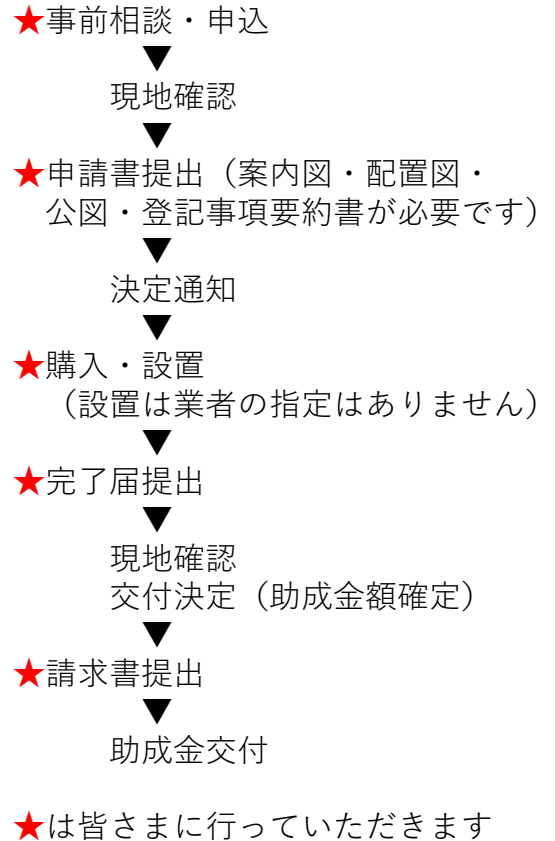 ★事前相談・申込
▼
現地確認
▼
★申請書提出（案内図・配置図・
公図・登記事項要約書が必要です）
▼
決定通知
▼
★購入・設置
（設置は業者の指定はありません）
▼
★完了届提出
▼
現地確認
交付決定（助成金額確定）
▼
★請求書提出
▼
助成金交付
★は皆さまに行っていただきます